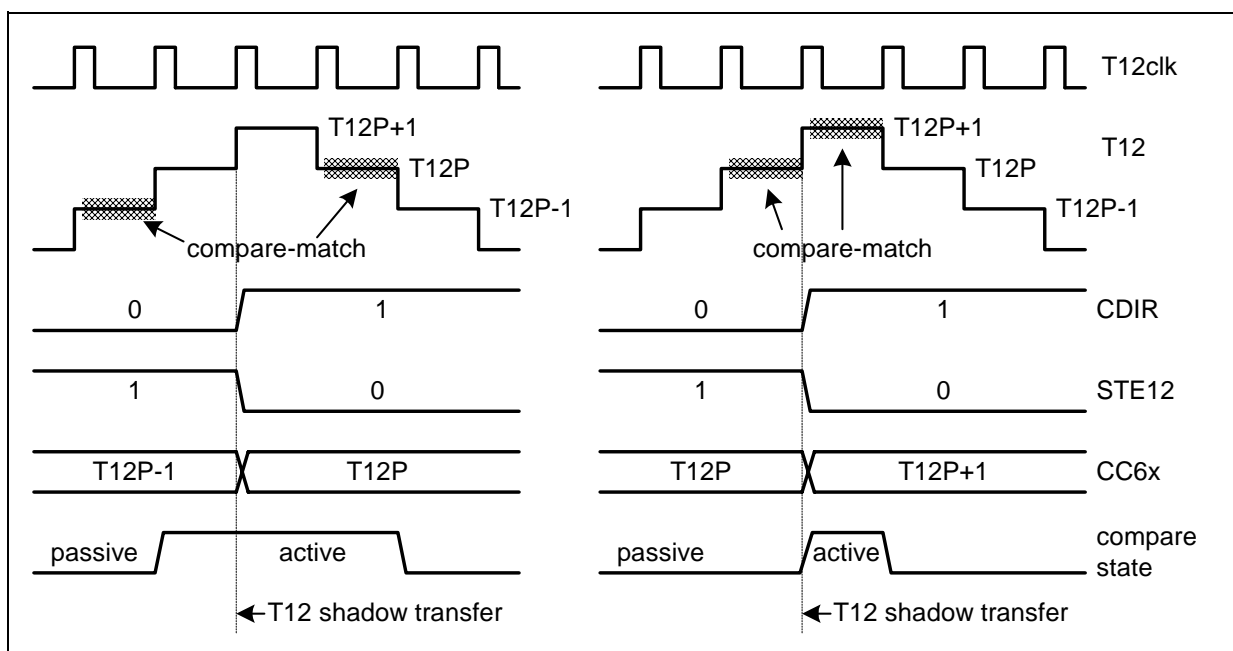 T12clk
T12P+1 T12P+1 T12
T12P T12P
T12P-1 T12P-1
compare-match compare-match
0 1 0 1 CDIR
1 0 1 0 STE12
T12P-1 T12P T12P T12P+1 CC6x
passive active passive active compare
state
T12 shadow transfer T12 shadow transfer